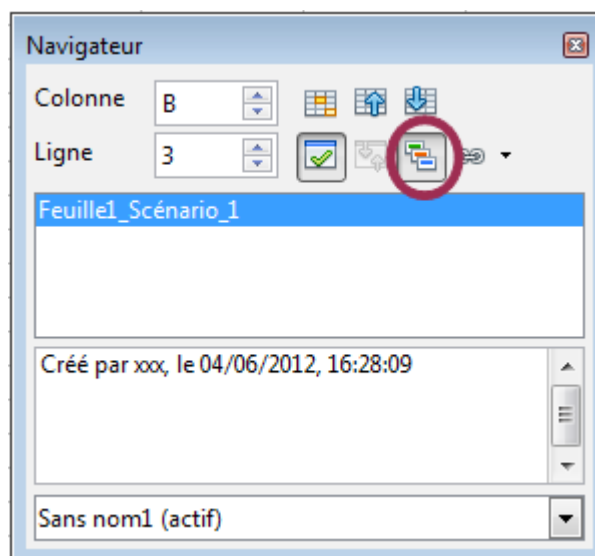 Navigateur
Colonne B
Ligne 3
Feuille1_Scénario_1
Créé par xxx, le 04/06/2012, 16:28:09
Sans nom1 (actif)